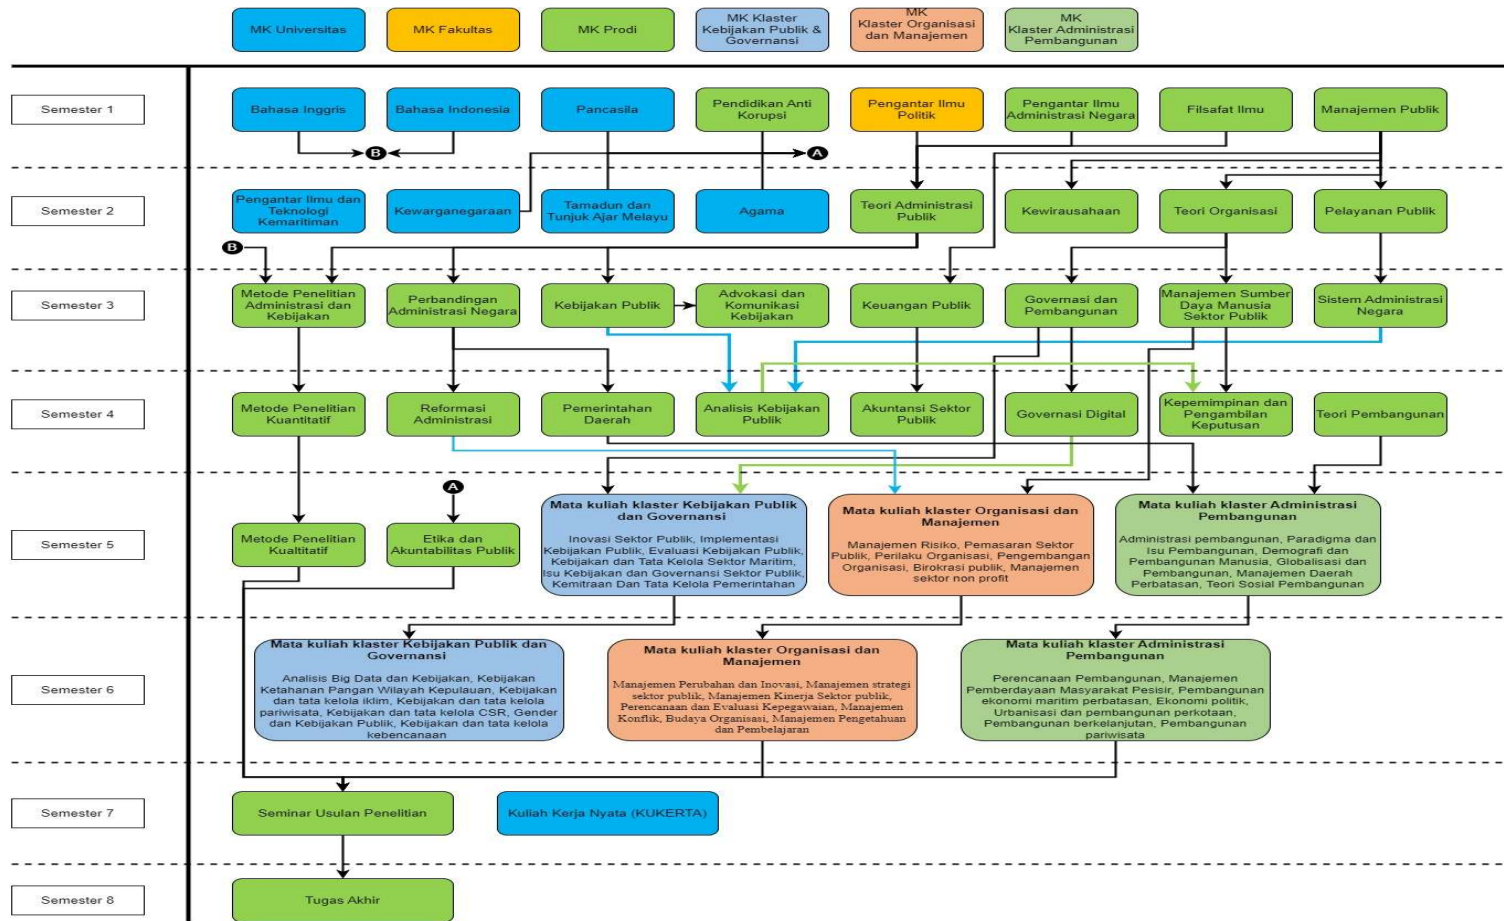 MK Universitas
MK Fakultas
MK Prodi
MK Klaster
Kebijakan Publik &
Governansi
MK
Klaster Organisasi
dan Manajemen
MK
Klaster Administrasi
Pembangunan
Semester 1
Bahasa Inggris
Bahasa Indonesia
Pancasila
Pendidikan Anti
Korupsi
Pengantar Ilmu
Politik
Pengantar Ilmu
Administrasi Negara
Filsafat Ilmu
Manajemen Publik
B
A
Semester 2
Pengantar Ilmu dan
Teknologi
Kemaritiman
Kewarganegaraan
Tamadun dan
Tunjuk Ajar Melayu
Agama
Teori Administrasi
Publik
Kewirausahaan
Teori Organisasi
Pelayanan Publik
B
Semester 3
Metode Penelitian
Administrasi dan
Kebijakan
Perbandingan
Administrasi Negara
Kebijakan Publik
Advokasi dan
Komunikasi
Kebijakan
Keuangan Publik
Governasi dan
Pembangunan
Manajemen Sumber
Daya Manusia
Sektor Publik
Sistem Administrasi
Negara
Semester 4
Metode Penelitian
Kuantitatif
Reformasi
Administrasi
Pemerintahan
Daerah
Analisis Kebijakan
Publik
Akuntansi Sektor
Publik
Governasi Digital
Kepemimpinan dan
Pengambilan
Keputusan
Teori Pembangunan
A
Semester 5
Metode Penelitian
Kualtitatif
Etika dan
Akuntabilitas Publik
Mata kuliah klaster Kebijakan Publik
dan Governansi
Inovasi Sektor Publik, Implementasi
Kebijakan Publik, Evaluasi Kebijakan Publik,
Kebijakan dan Tata Kelola Sektor Maritim,
Isu Kebijakan dan Governansi Sektor Publik,
Kemitraan Dan Tata Kelola Pemerintahan
Mata kuliah klaster Organisasi dan
Manajemen
Manajemen Risiko, Pemasaran Sektor
Publik, Perilaku Organisasi, Pengembangan
Organisasi, Birokrasi publik, Manajemen
sektor non profit
Mata kuliah klaster Administrasi
Pembangunan
Administrasi pembangunan, Paradigma dan
Isu Pembangunan, Demografi dan
Pembangunan Manusia, Globalisasi dan
Pembangunan, Manajemen Daerah
Perbatasan, Teori Sosial Pembangunan
Semester 6
Mata kuliah klaster Kebijakan Publik dan
Governansi
Analisis Big Data dan Kebijakan, Kebijakan
Ketahanan Pangan Wilayah Kepulauan, Kebijakan
dan tata kelola iklim, Kebijakan dan tata kelola
pariwisata, Kebijakan dan tata kelola CSR, Gender
dan Kebijakan Publik, Kebijakan dan tata kelola
kebencanaan
Mata kuliah klaster Organisasi dan
Manajemen
Manajemen Perubahan dan Inovasi, Manajemen strategi
sektor publik, Manajemen Kinerja Sektor publik,
Perencanaan dan Evaluasi Kepegawaian, Manajemen
Konflik, Budaya Organisasi, Manajemen Pengetahuan
dan Pembelajaran
Mata kuliah klaster Administrasi
Pembangunan
Perencanaan Pembangunan, Manajemen
Pemberdayaan Masyarakat Pesisir, Pembangunan
ekonomi maritim perbatasan, Ekonomi politik,
Urbanisasi dan pembangunan perkotaan,
Pembangunan berkelanjutan, Pembangunan
pariwisata
Semester 7
Seminar Usulan Penelitian
Kuliah Kerja Nyata (KUKERTA)
Semester 8
Tugas Akhir